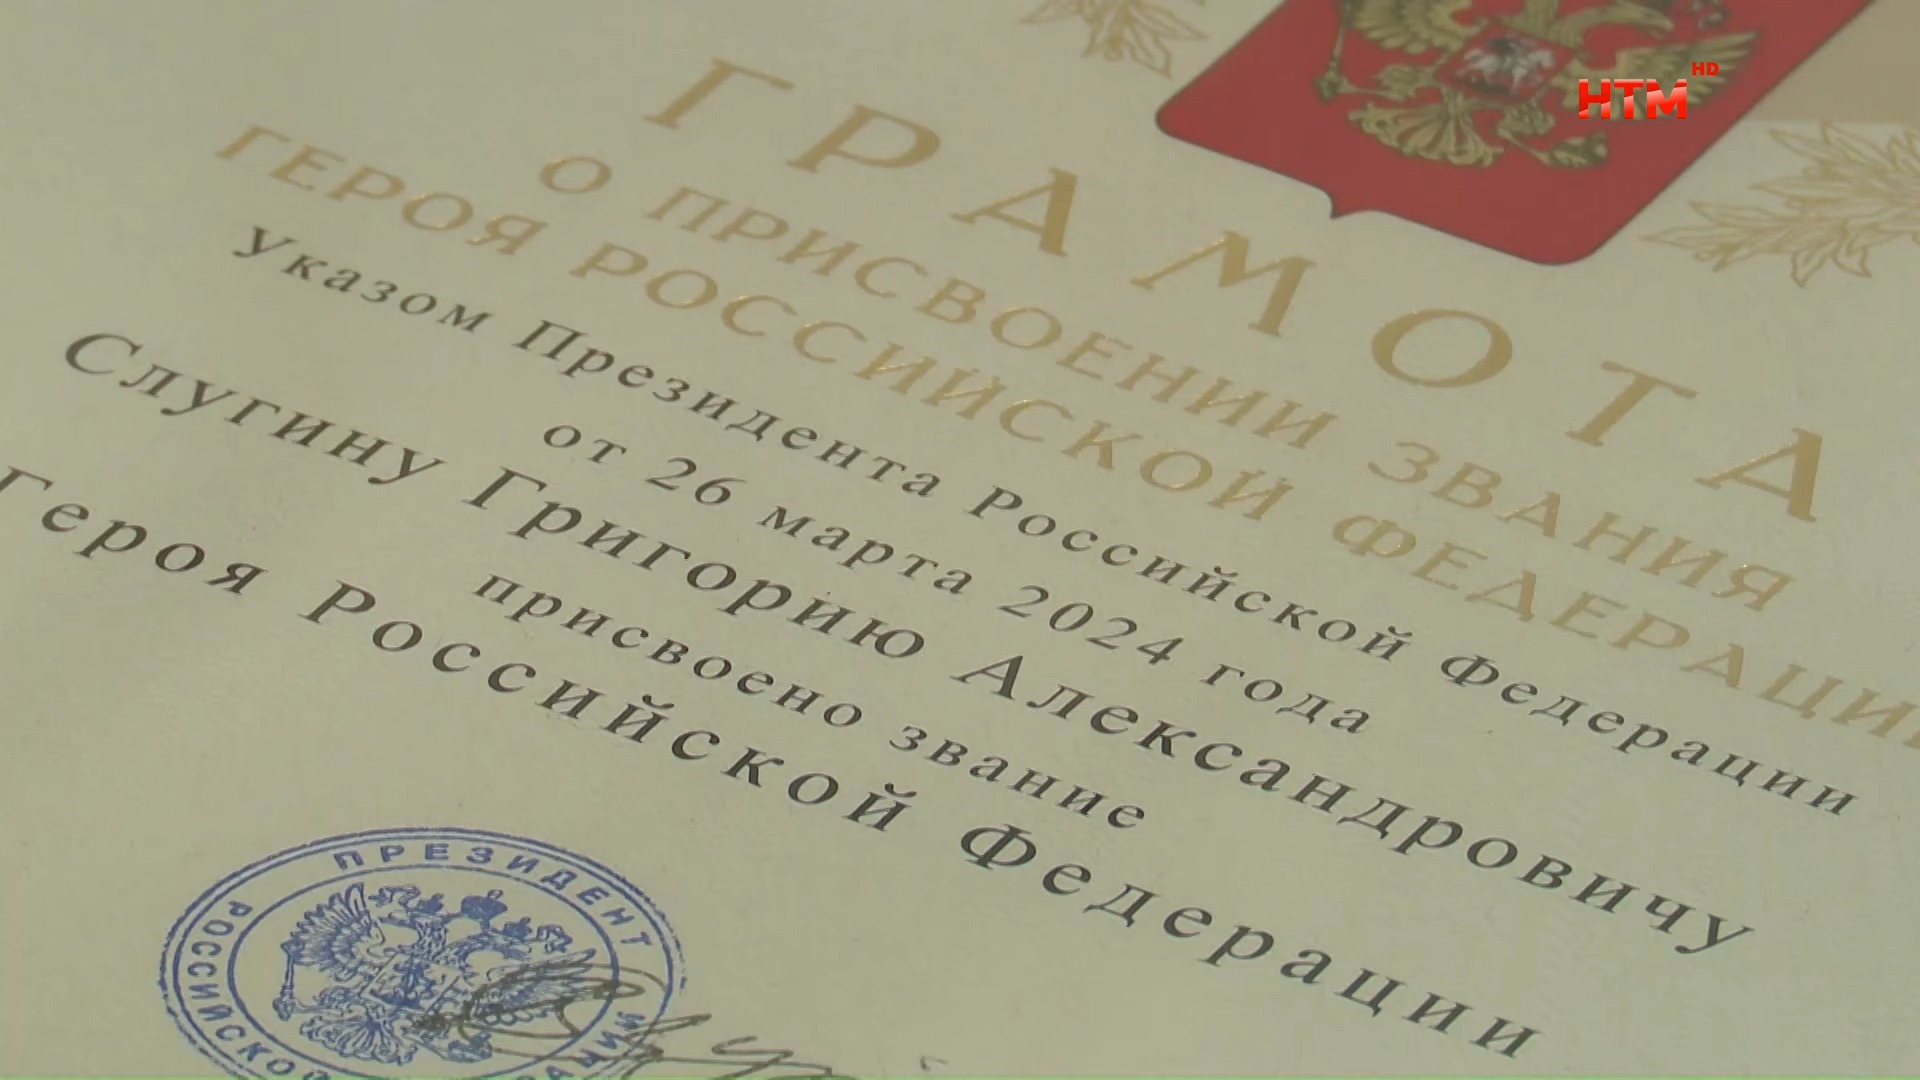 НТМ HD
ГРАМОТА
О ПРИСВОЕНИИ ЗВАНИЯ
ГЕРОЯ РОССИЙСКОЙ ФЕДЕРАЦИИ
Указом Президента Российской Федерации
от 26 марта 2024 года
Слугину Григорию Александровичу
присвоено звание
Героя Российской Федерации
ПРЕЗИДЕНТ
РОССИЙСКОЙ